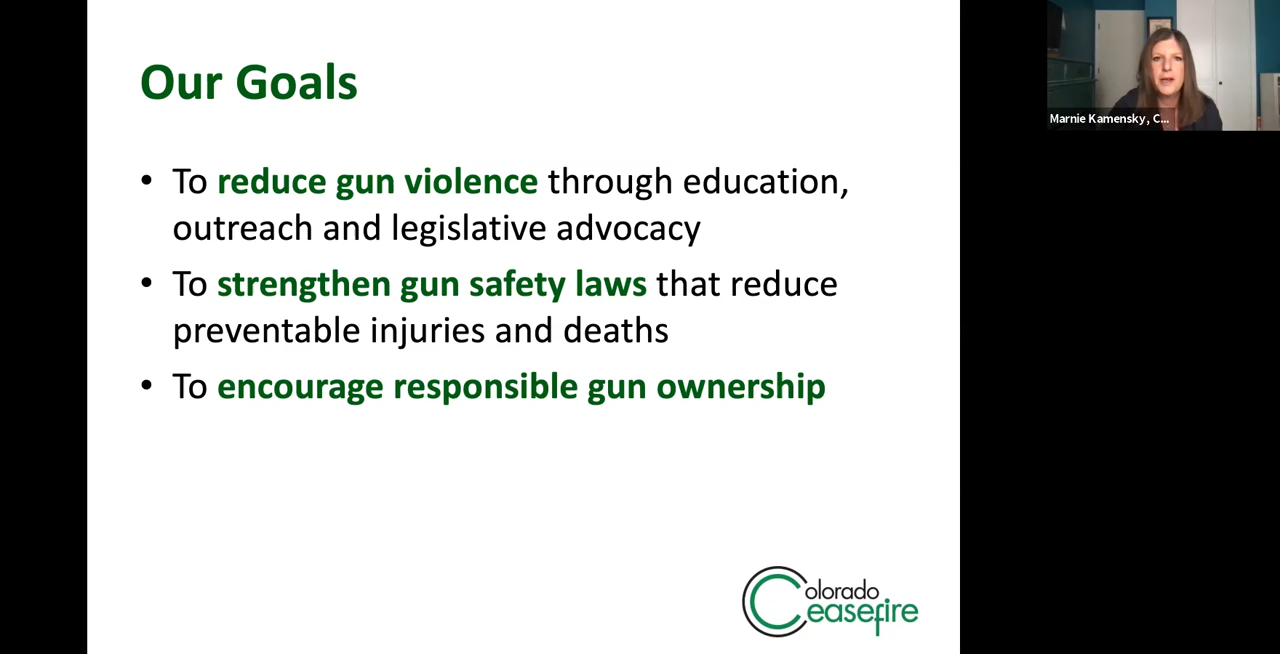 Our Goals
• To reduce gun violence through education,
outreach and legislative advocacy
• To strengthen gun safety laws that reduce
preventable injuries and deaths
• To encourage responsible gun ownership
Colorado
Ceasefire
Marnie Kamensky, C...